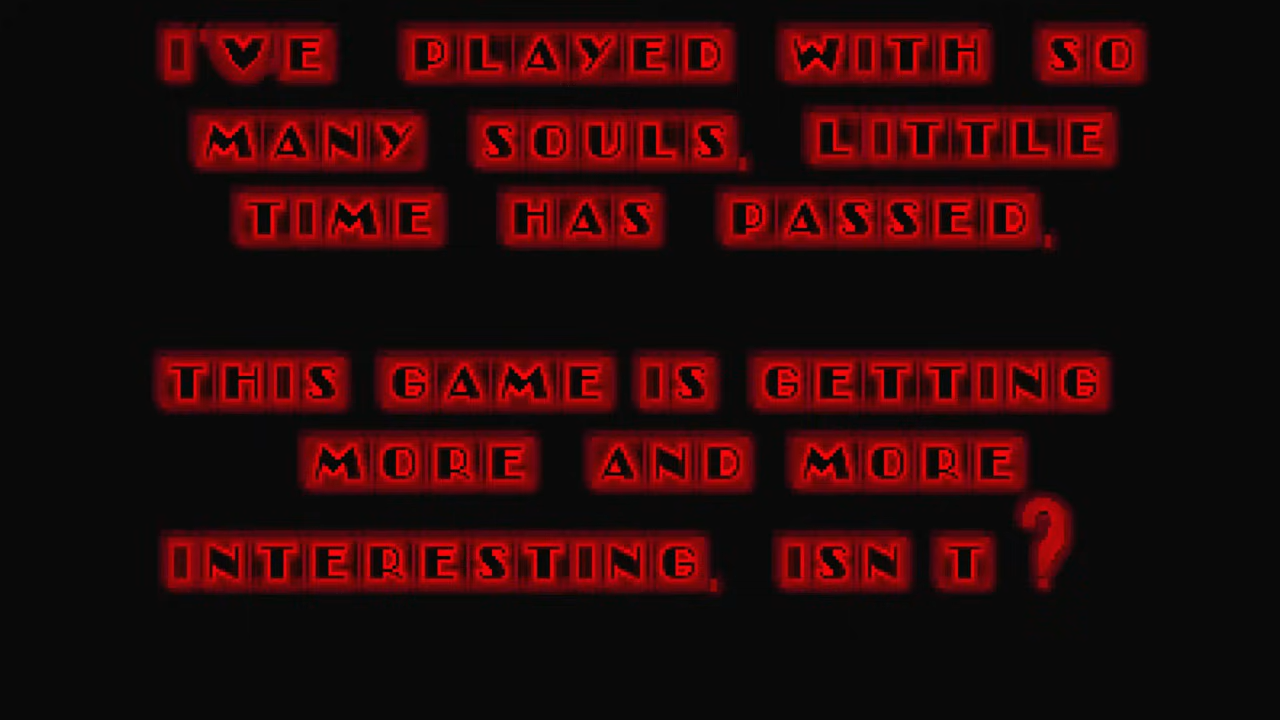 I'VE PLAYED WITH SO
MANY SOULS, LITTLE
TIME HAS PASSED,
THIS GAME IS GETTING
MORE AND MORE
INTERESTING, ISN T?